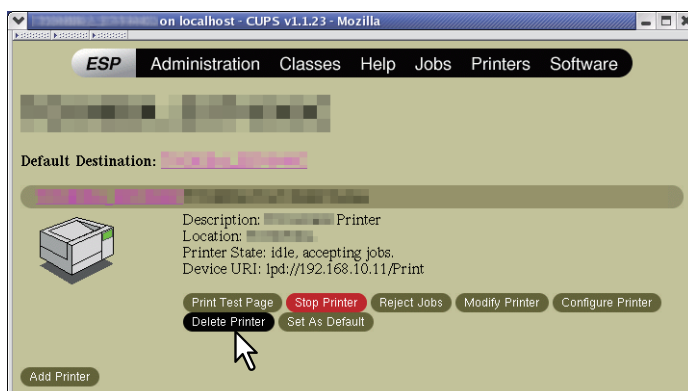 on localhost - CUPS v1.1.23 - Mozilla
ESP Administration Classes Help Jobs Printers Software
Default Destination:
Description: Printer
Location:
Printer State: idle, accepting jobs.
Device URI: lpd://192.168.10.11/Print
Print Test Page Stop Printer Reject Jobs Modify Printer Configure Printer
Delete Printer Set As Default
Add Printer